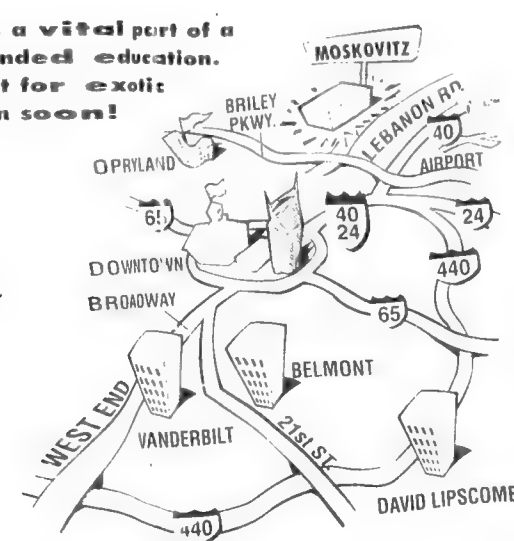 a vital part of a
nded education.
t for exotic
n soon!
MOSKOVITZ
BRILEY
PKWY.
LEBANON RD.
40
OPRYLAND
AIRPORT
65
40
24
24
DOWNTOWN
440
BROADWAY
65
BELMONT
WEST END
VANDERBILT
21st ST.
DAVID LIPSCOMB
440